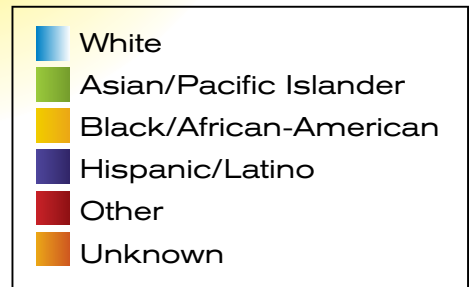 White
Asian/Pacific Islander
Black/African-American
Hispanic/Latino
Other
Unknown